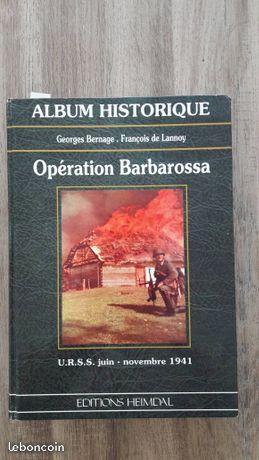 ALBUM HISTORIQUE
Georges Bernage . François de Lannoy
Opération Barbarossa
U.R.S.S. juin - novembre 1941
EDITIONS HEIMDAL
leboncoin